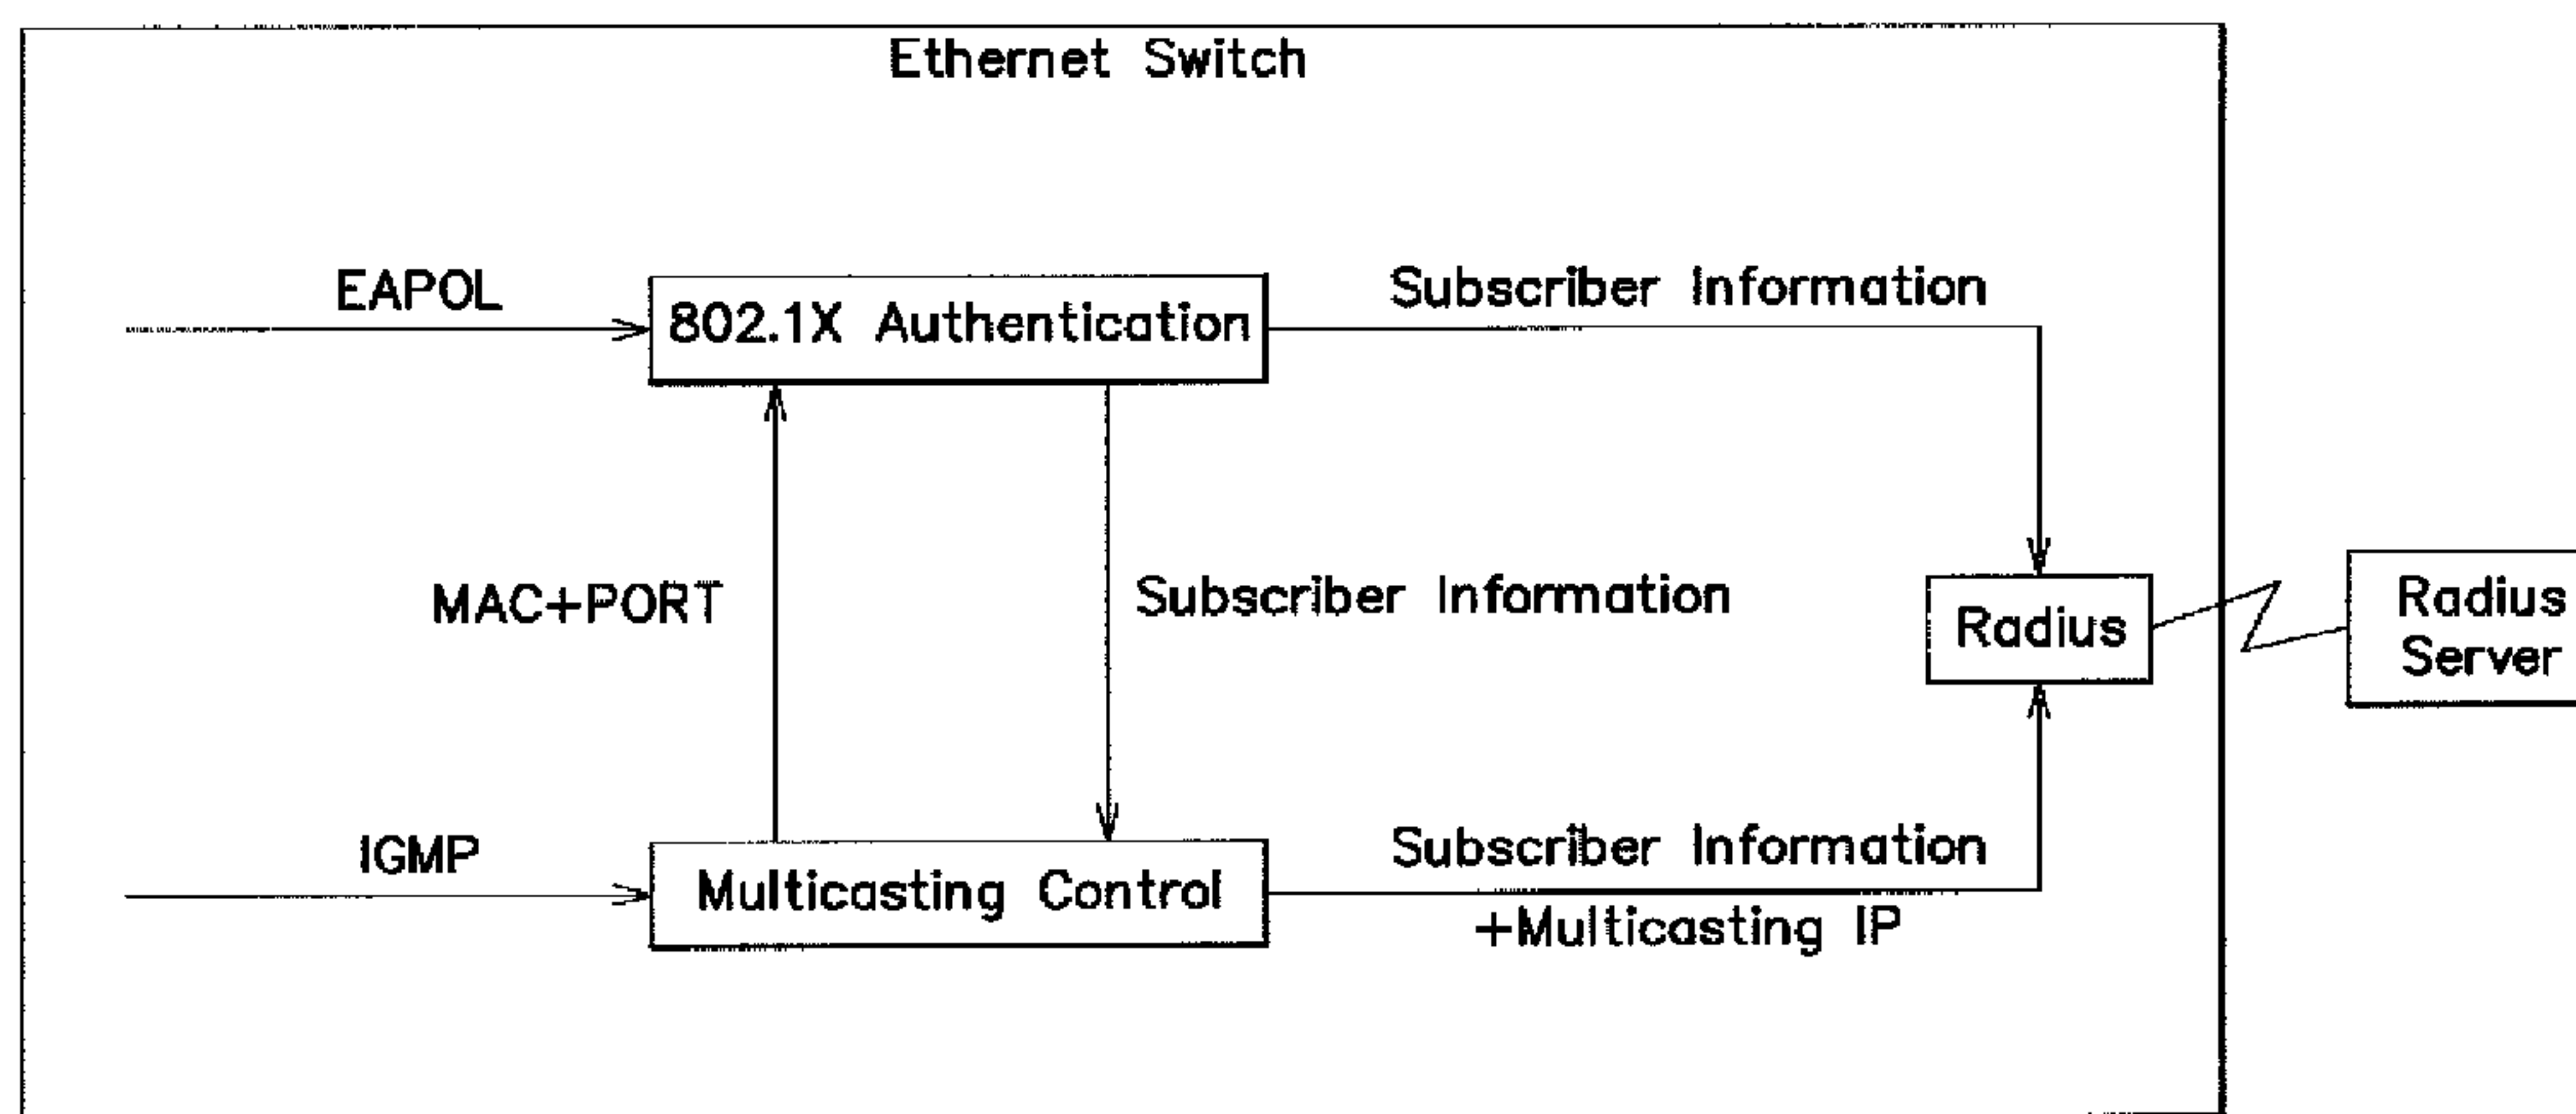 Ethernet Switch
EAPOL
802.1X Authentication
Subscriber Information
MAC+PORT
Subscriber Information
Radius
Radius
Server
IGMP
Multicasting Control
Subscriber Information
+Multicasting IP